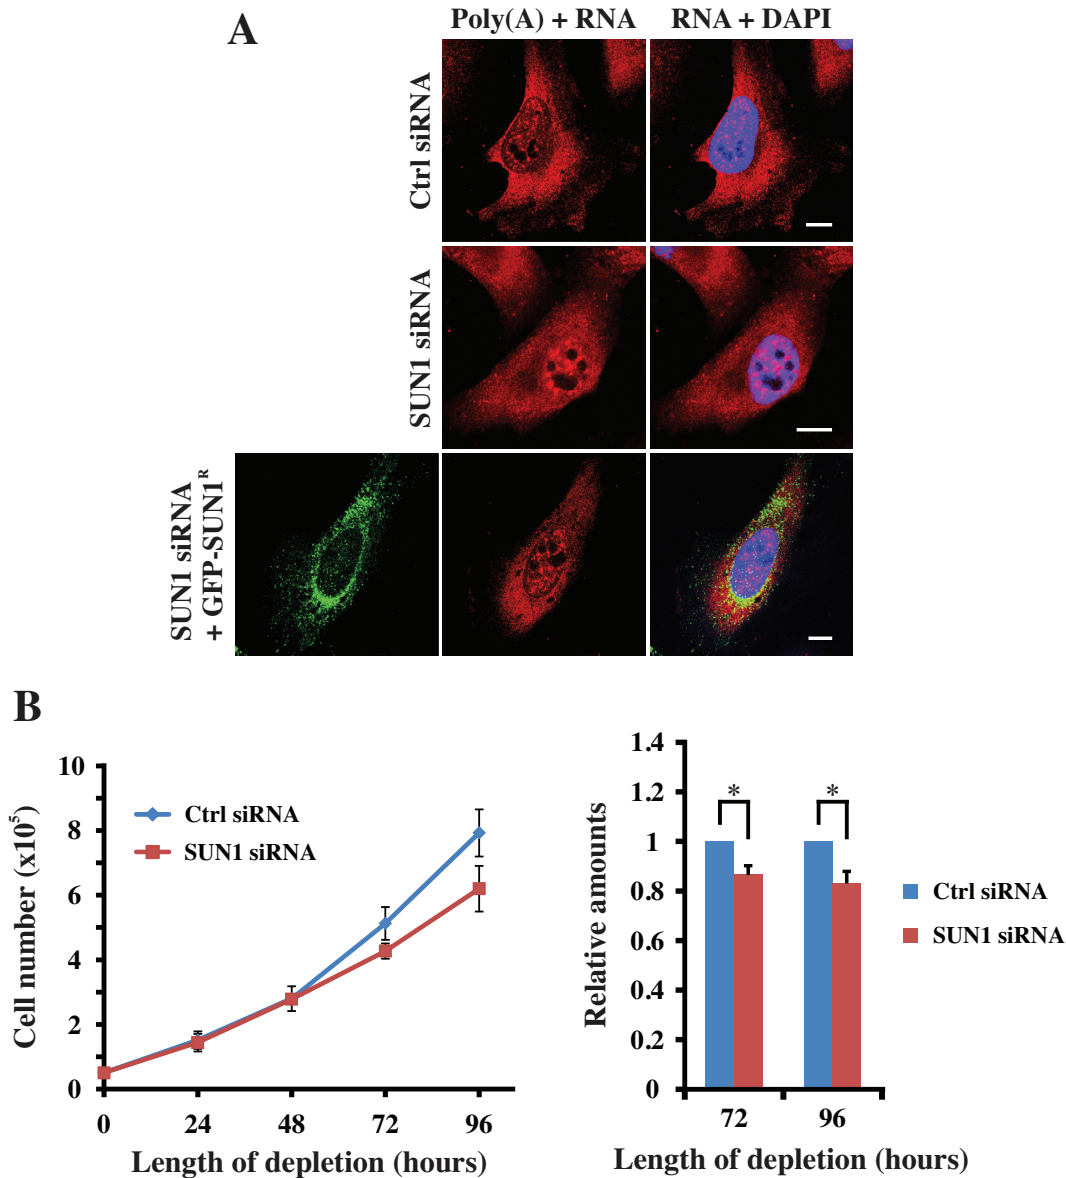 A
Poly(A) + RNA
RNA + DAPI
Ctrl siRNA
SUN1 siRNA
SUN1 siRNA
+ GFP-SUN1ᴿ
B
Cell number (x10⁵)
10
8
6
4
2
0
Ctrl siRNA
SUN1 siRNA
0 24 48 72 96
Length of depletion (hours)
Relative amounts
1.4
1.2
1
0.8
0.6
0.4
0.2
0
* *
Ctrl siRNA
SUN1 siRNA
72 96
Length of depletion (hours)